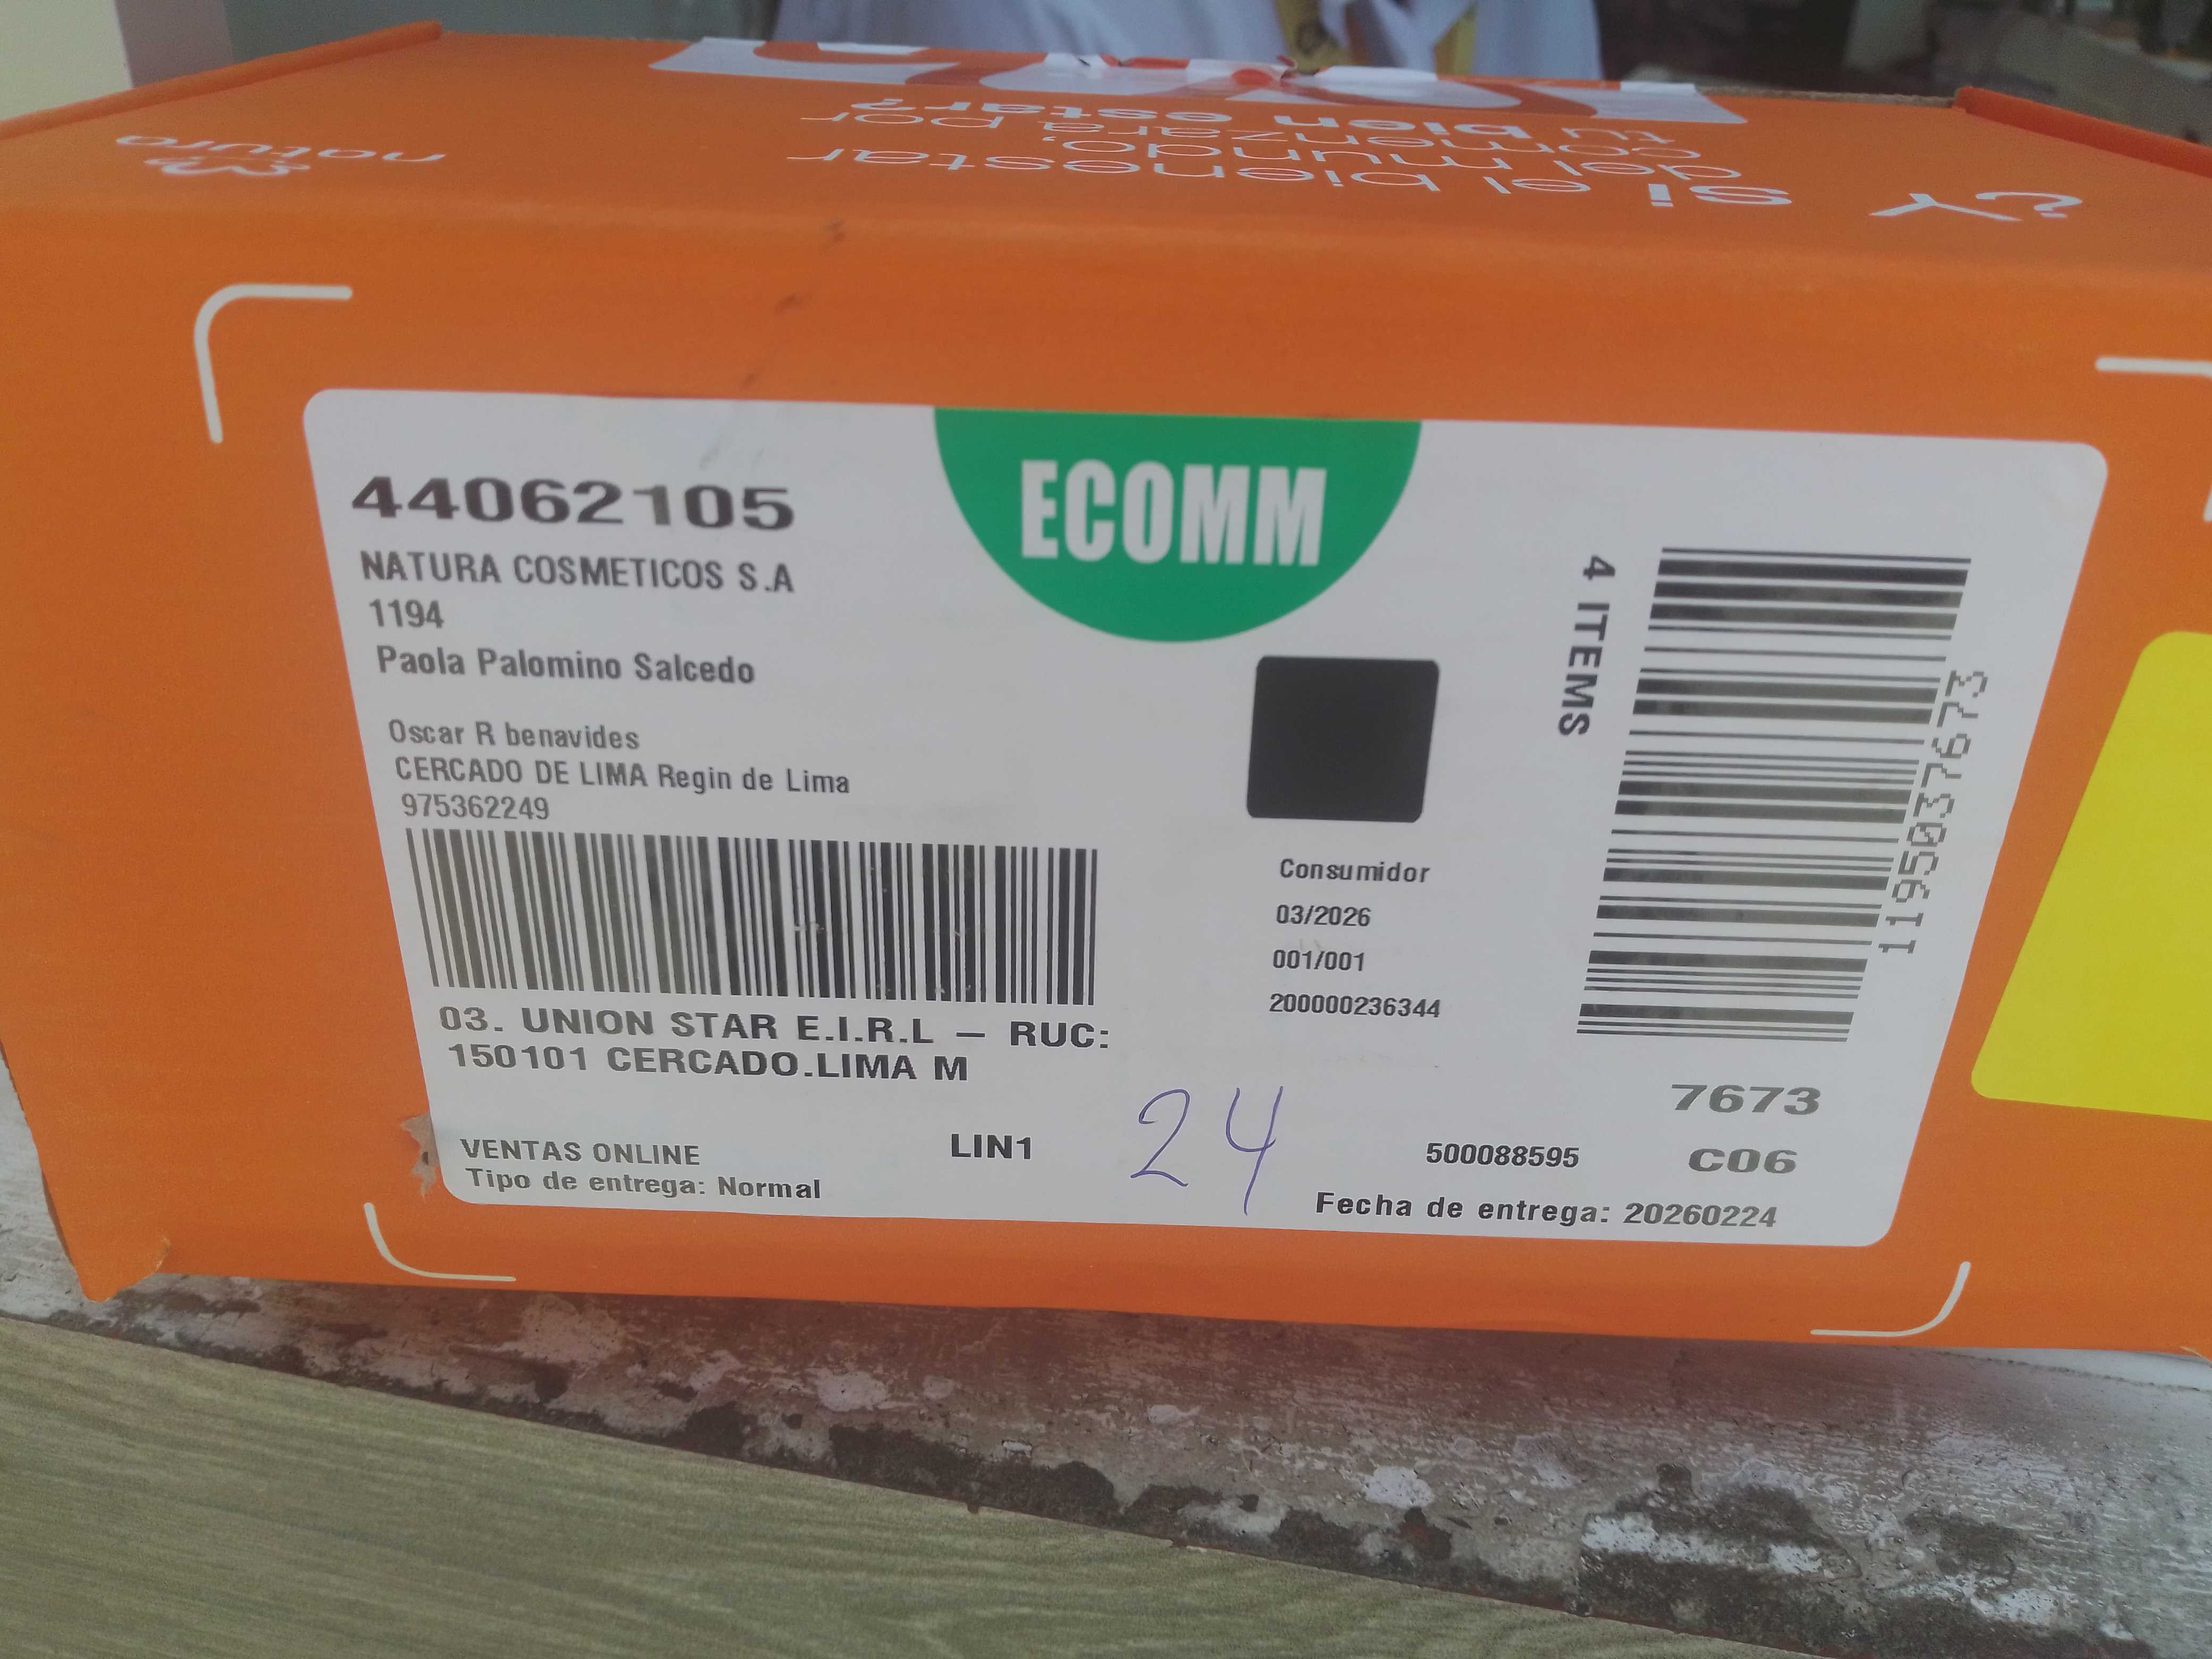 natura
¿Y si el bienestar
del mundo,
comenzara por
tu bien estar?
44062105
ECOMM
NATURA COSMETICOS S.A
1194
Paola Palomino Salcedo
Oscar R benavides
CERCADO DE LIMA Regin de Lima
975362249
4 ITEMS
1195037673
Consumidor
03/2026
001/001
200000236344
03. UNION STAR E.I.R.L – RUC:
150101 CERCADO.LIMA M
7673
VENTAS ONLINE
LIN1
24
500088595
C06
Tipo de entrega: Normal
Fecha de entrega: 20260224